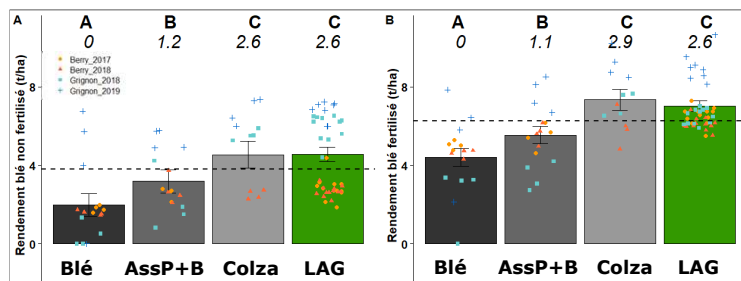 A
A B C C
0 1.2 2.6 2.6
Rendement blé non fertilisé (t/ha)
8
4
0
Berry_2017
Berry_2018
Grignon_2018
Grignon_2019
Blé AssP+B Colza LAG
B
A B C C
0 1.1 2.9 2.6
Rendement blé fertilisé (t/ha)
8
4
0
Blé AssP+B Colza LAG